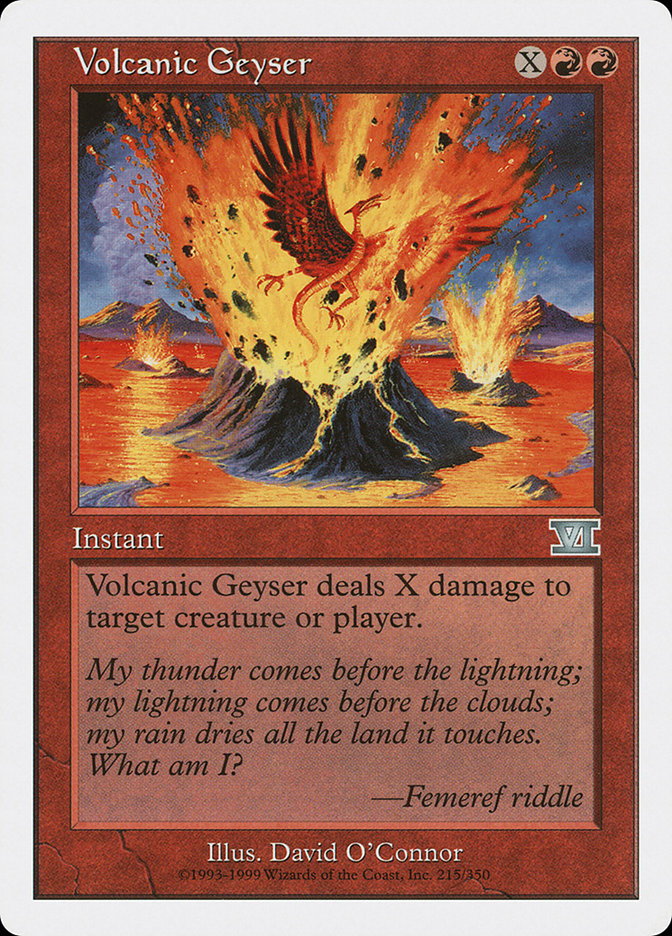 Volcanic Geyser X
Instant VI
Volcanic Geyser deals X damage to
target creature or player.
My thunder comes before the lightning;
my lightning comes before the clouds;
my rain dries all the land it touches.
What am I?
—Femeref riddle
Illus. David O'Connor
©1993-1999 Wizards of the Coast, Inc. 215/350